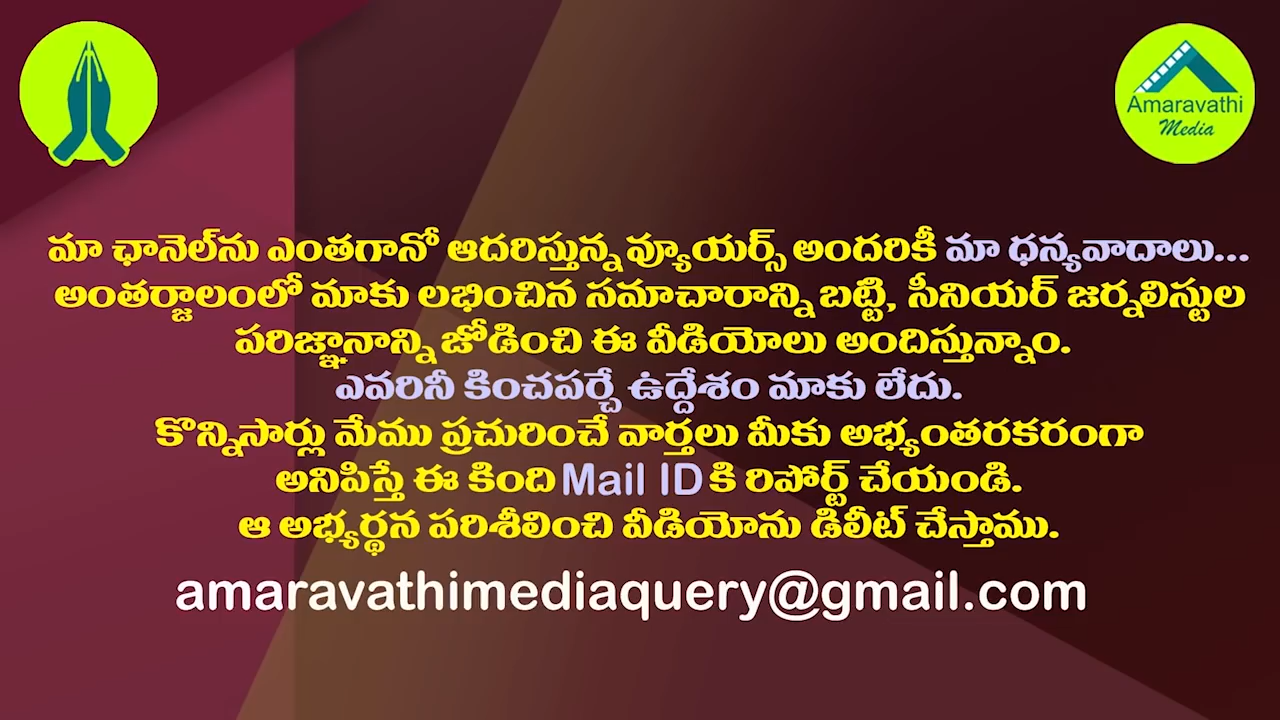 Amaravathi
Media
మా ఛానెల్‌ను ఎంతగానో ఆదరిస్తున్న వ్యూయర్స్ అందరికీ మా ధన్యవాదాలు...
అంతర్జాలంలో మాకు లభించిన సమాచారాన్ని బట్టి, సీనియర్ జర్నలిస్టుల
పరిజ్ఞానాన్ని జోడించి ఈ వీడియోలు అందిస్తున్నాం.
ఎవరినీ కించపర్చే ఉద్దేశం మాకు లేదు.
కొన్నిసార్లు మేము ప్రచురించే వార్తలు మీకు అభ్యంతరకరంగా
అనిపిస్తే ఈ కింది Mail ID కి రిపోర్ట్ చేయండి.
ఆ అభ్యర్థన పరిశీలించి వీడియోను డిలీట్ చేస్తాము.
amaravathimediaquery@gmail.com